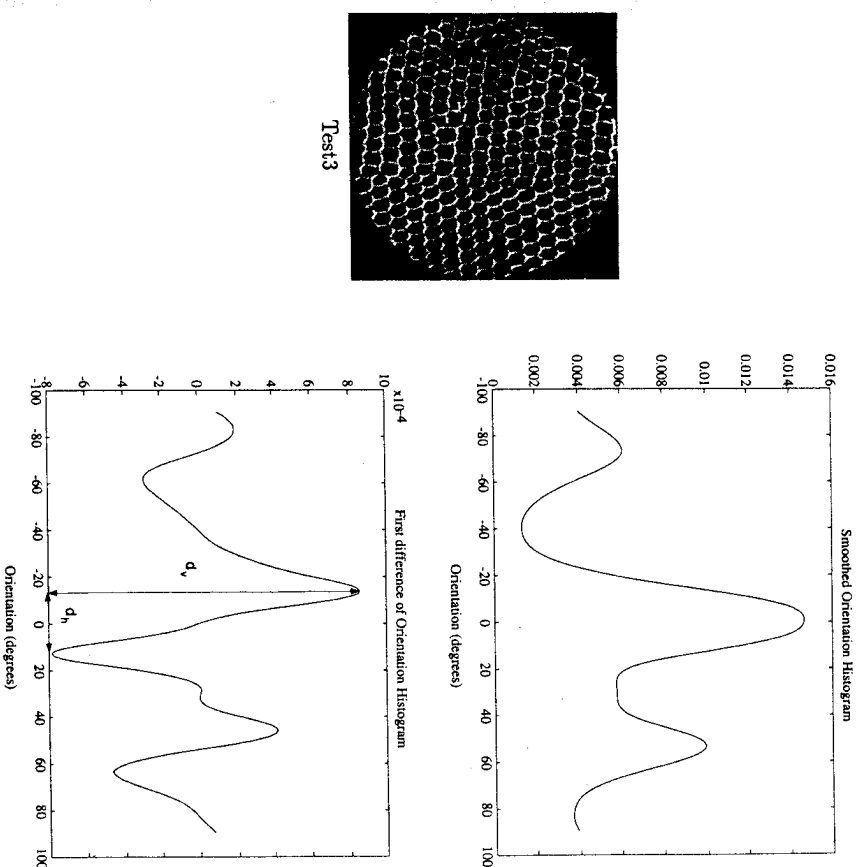 Test3
Smoothed Orientation Histogram
0.016
0.014
0.012
0.01
0.008
0.006
0.004
0.002
0
-100 -80 -60 -40 -20 0 20 40 60 80 100
Orientation (degrees)
x10-4 First difference of Orientation Histogram
10
8
6
4
2
0
-2
-4
-6
-8
dv
dh
-100 -80 -60 -40 -20 0 20 40 60 80 100
Orientation (degrees)